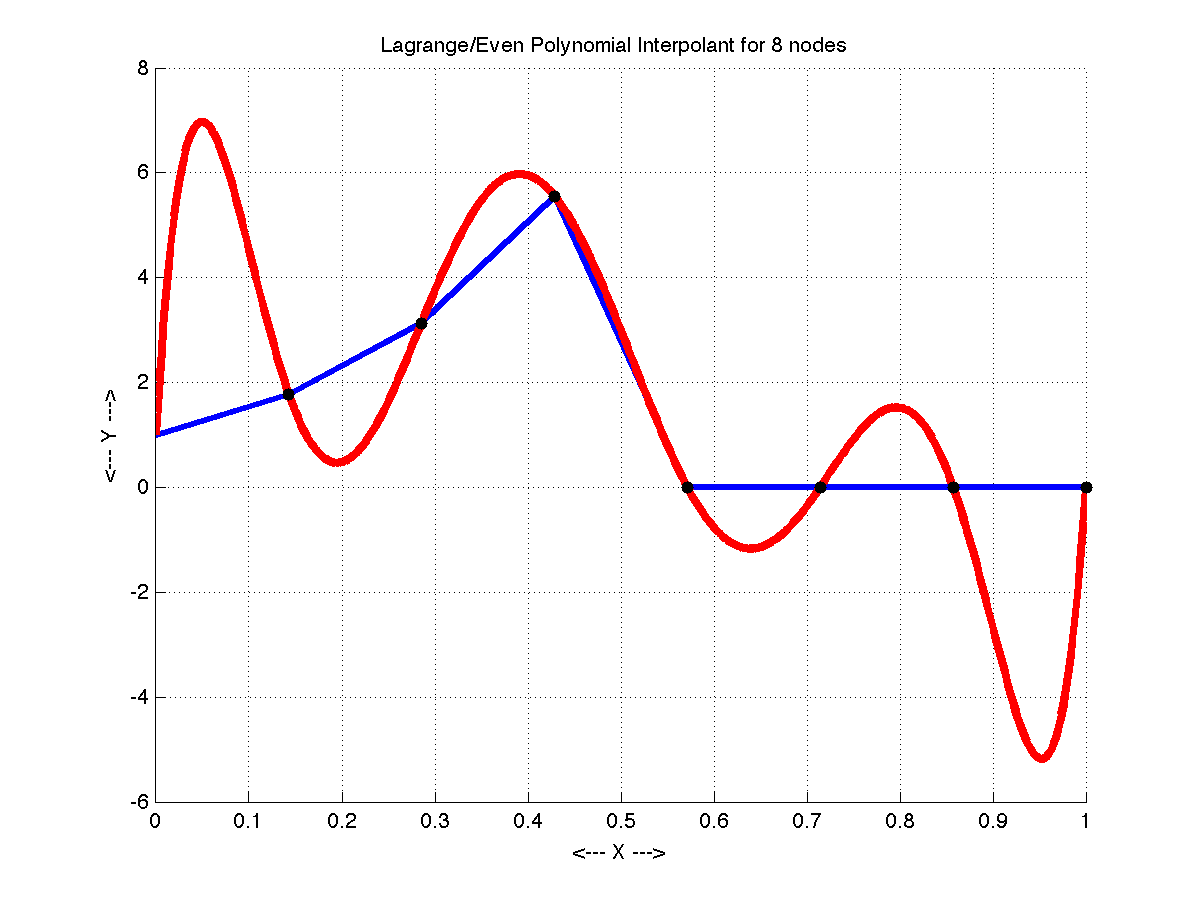 Lagrange/Even Polynomial Interpolant for 8 nodes
8
6
4
2
0
-2
-4
-6
<--- Y --->
0 0.1 0.2 0.3 0.4 0.5 0.6 0.7 0.8 0.9 1
<--- X --->